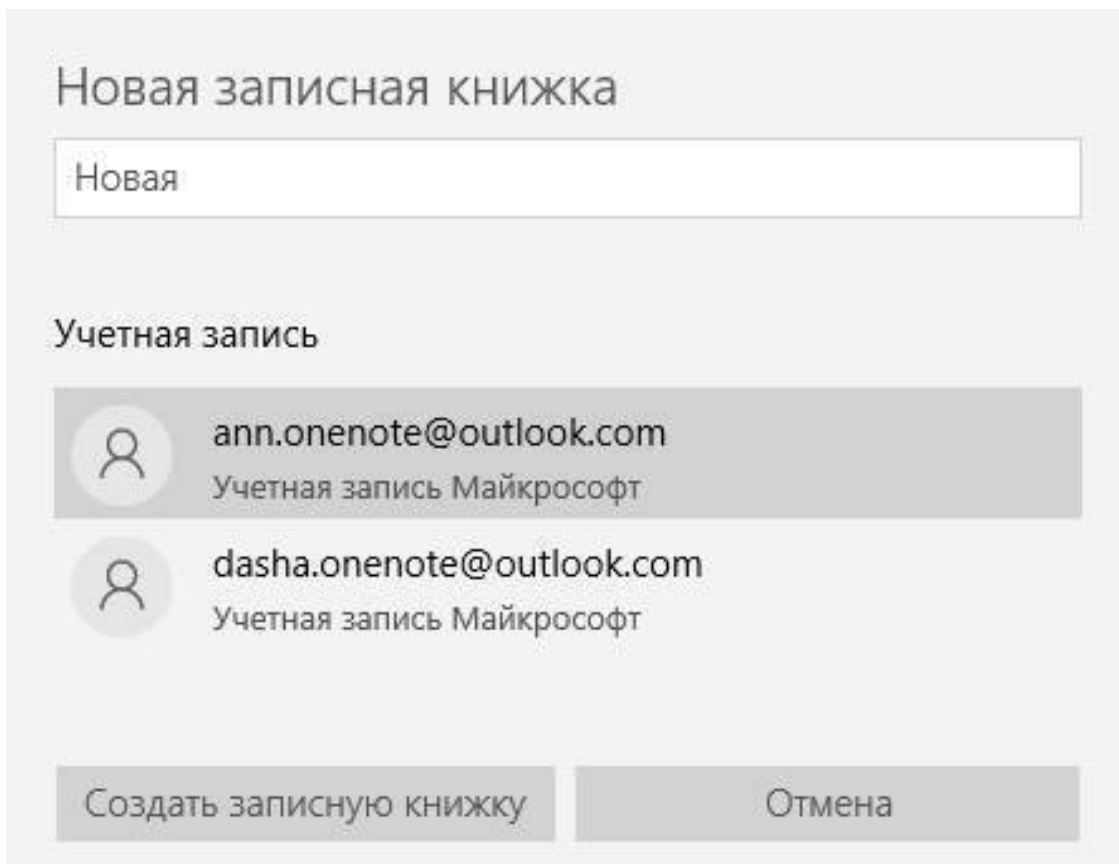 Новая записная книжка
Новая
Учетная запись
ann.onenote@outlook.com
Учетная запись Майкрософт
dasha.onenote@outlook.com
Учетная запись Майкрософт
Создать записную книжку
Отмена